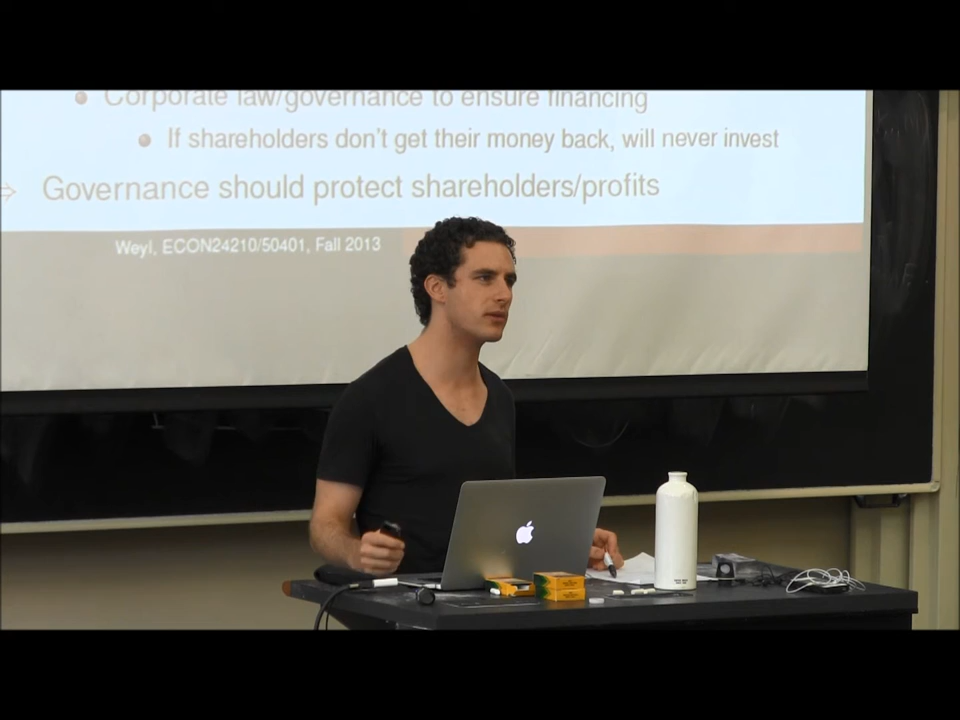 Corporate law/governance to ensure financing
If shareholders don't get their money back, will never invest
⇒ Governance should protect shareholders/profits
Weyl, ECON24210/50401, Fall 2013